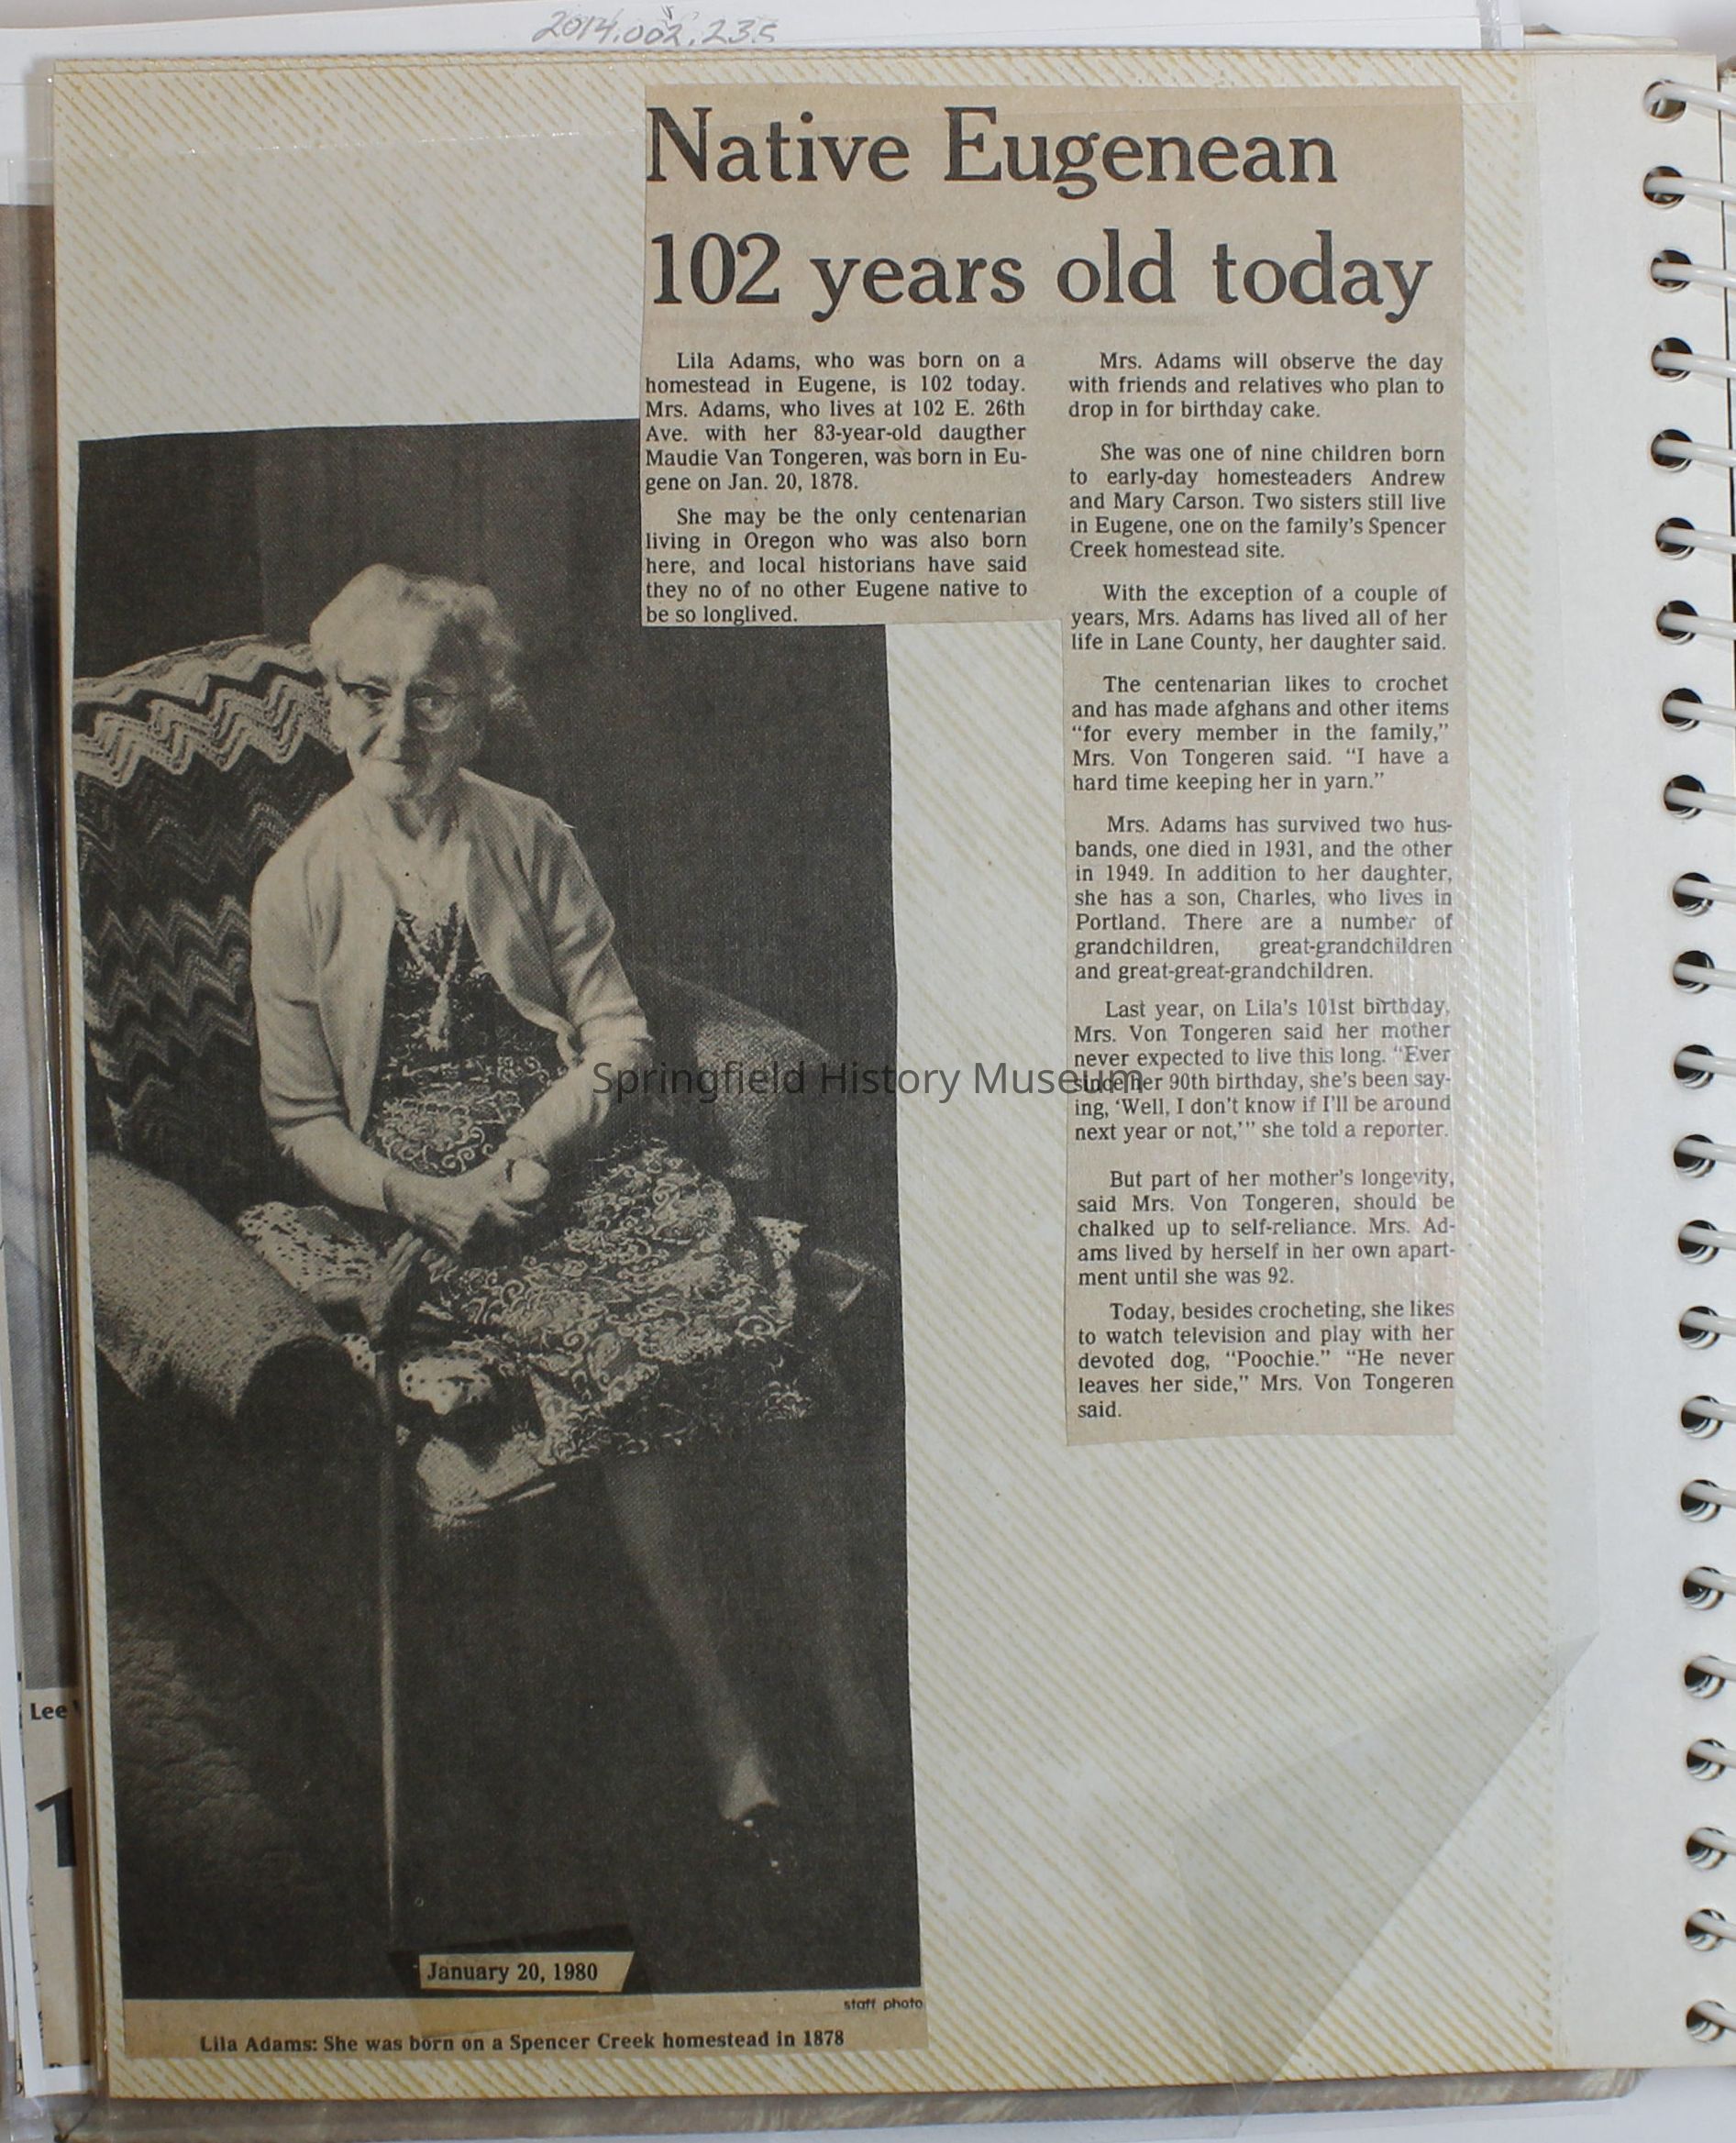 2014.002.235
Native Eugenean
102 years old today
Lila Adams, who was born on a
homestead in Eugene, is 102 today.
Mrs. Adams, who lives at 102 E. 26th
Ave. with her 83-year-old daugther
Maudie Van Tongeren, was born in Eu-
gene on Jan. 20, 1878.
She may be the only centenarian
living in Oregon who was also born
here, and local historians have said
they no of no other Eugene native to
be so longlived.
Mrs. Adams will observe the day
with friends and relatives who plan to
drop in for birthday cake.
She was one of nine children born
to early-day homesteaders Andrew
and Mary Carson. Two sisters still live
in Eugene, one on the family's Spencer
Creek homestead site.
With the exception of a couple of
years, Mrs. Adams has lived all of her
life in Lane County, her daughter said.
The centenarian likes to crochet
and has made afghans and other items
“for every member in the family,”
Mrs. Von Tongeren said. “I have a
hard time keeping her in yarn.”
Mrs. Adams has survived two hus-
bands, one died in 1931, and the other
in 1949. In addition to her daughter,
she has a son, Charles, who lives in
Portland. There are a number of
grandchildren, great-grandchildren
and great-great-grandchildren.
Last year, on Lila's 101st birthday,
Mrs. Von Tongeren said her mother
never expected to live this long. “Ever
since her 90th birthday, she's been say-
ing, ‘Well, I don't know if I'll be around
next year or not,’” she told a reporter.
But part of her mother's longevity,
said Mrs. Von Tongeren, should be
chalked up to self-reliance. Mrs. Ad-
ams lived by herself in her own apart-
ment until she was 92.
Today, besides crocheting, she likes
to watch television and play with her
devoted dog, “Poochie.” “He never
leaves her side,” Mrs. Von Tongeren
said.
Springfield History Museum
January 20, 1980
staff photo
Lila Adams: She was born on a Spencer Creek homestead in 1878
Lee